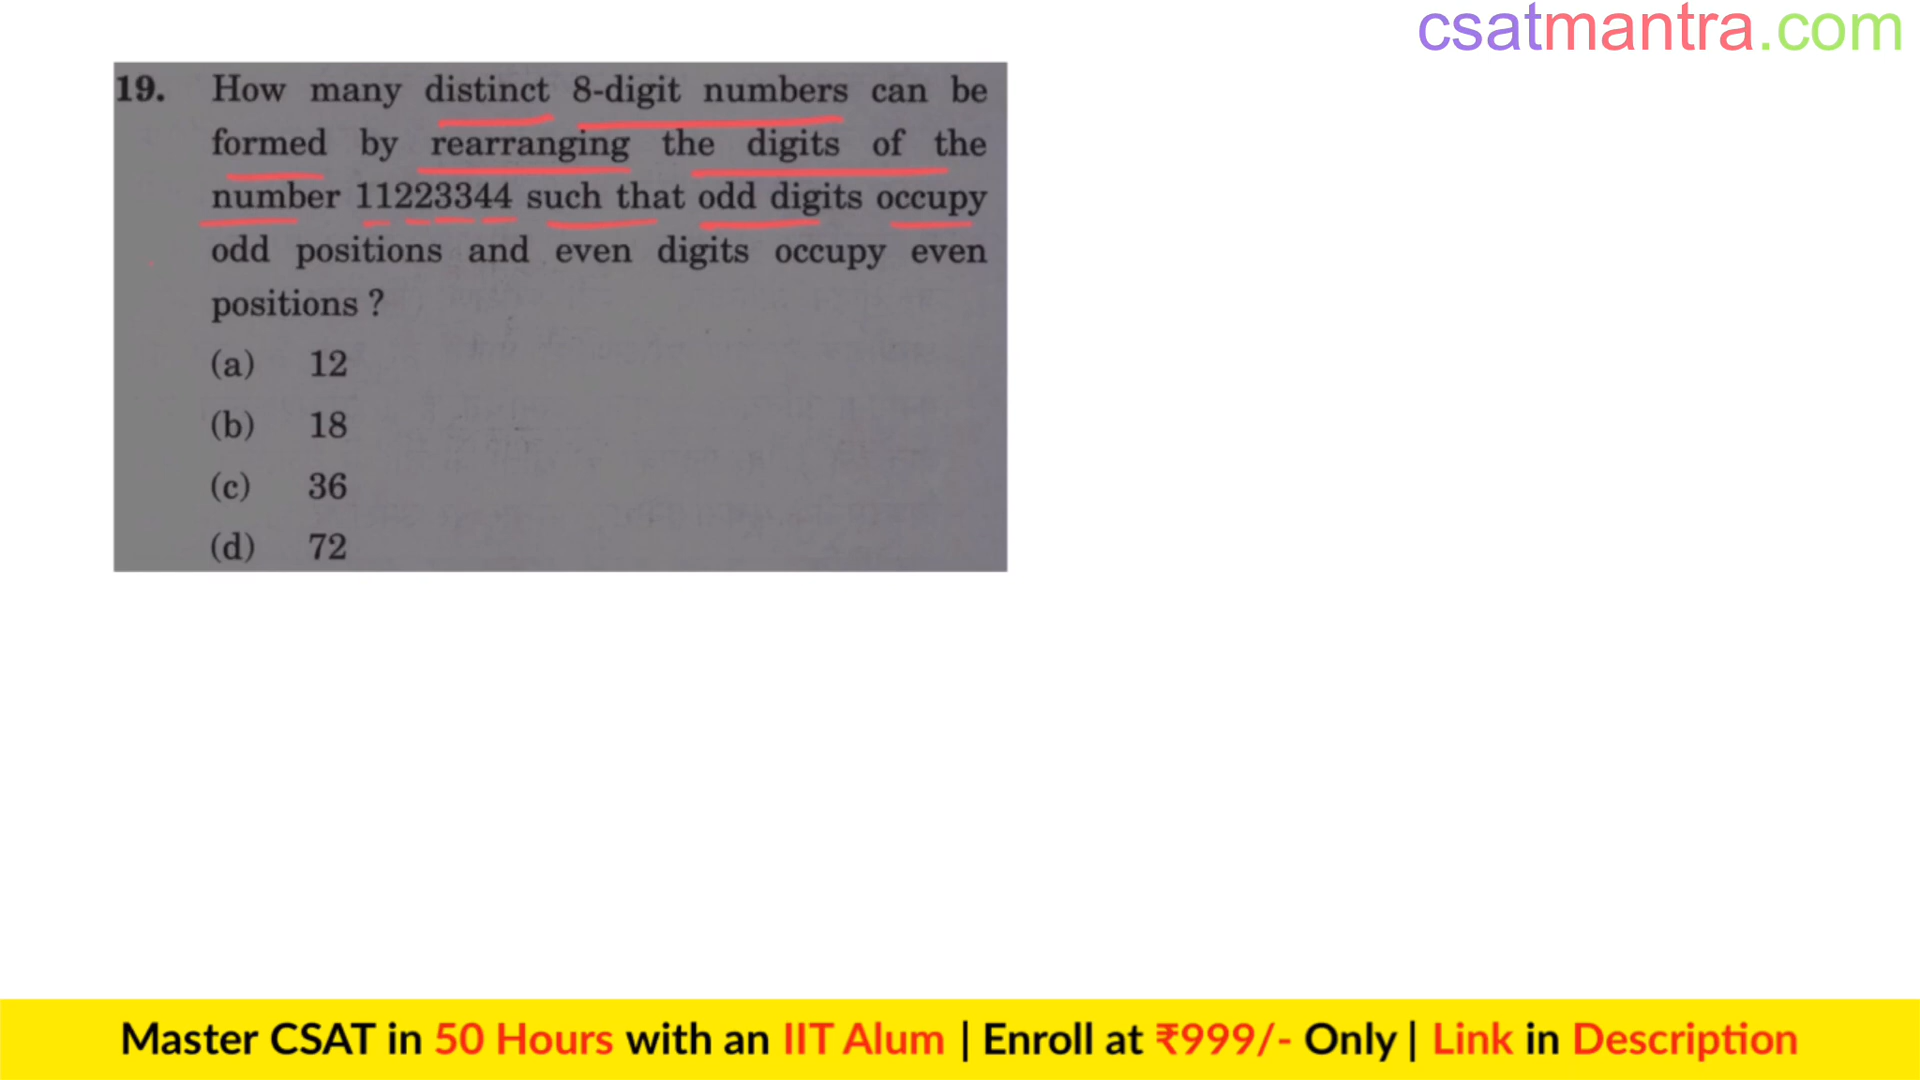 csatmantra.com
19. How many distinct 8-digit numbers can be
formed by rearranging the digits of the
number 11223344 such that odd digits occupy
odd positions and even digits occupy even
positions ?
(a) 12
(b) 18
(c) 36
(d) 72
Master CSAT in 50 Hours with an IIT Alum | Enroll at ₹999/- Only | Link in Description